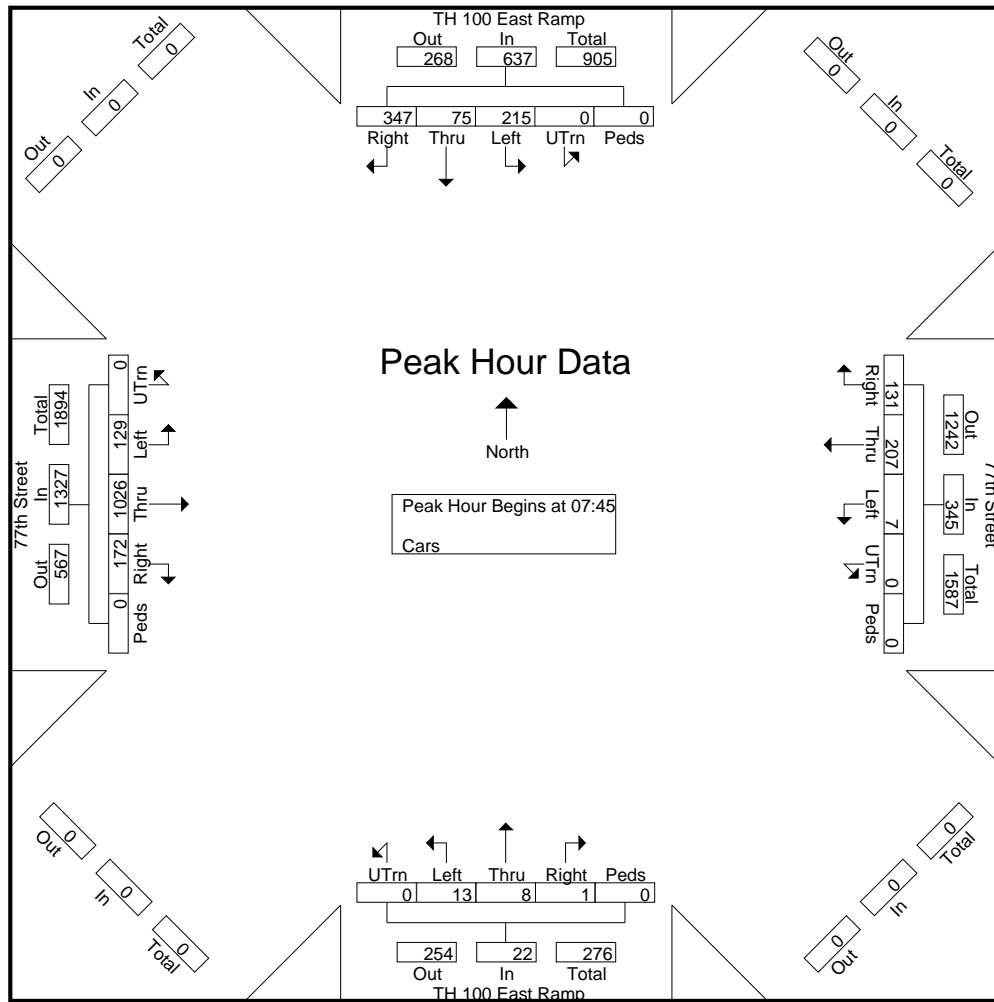 TH 100 East Ramp
Out In Total
268 637 905
347 75 215 0 0
Right Thru Left UTrn Peds
Total
0
In
0
Out
0
Out
0
In
0
Total
0
77th Street
Total In Out
1894 1327 567
0 129 1026 172 0
UTrn Left Thru Right Peds
Peak Hour Data
North
Peak Hour Begins at 07:45
Cars
131 207 7 0 0
Right Thru Left UTrn Peds
Out In Total
1242 345 1587
77th Street
0
Out
0
In
0
Total
0
Total
0
In
0
Out
UTrn Left Thru Right Peds
0 13 8 1 0
254 22 276
Out In Total
TH 100 East Ramp